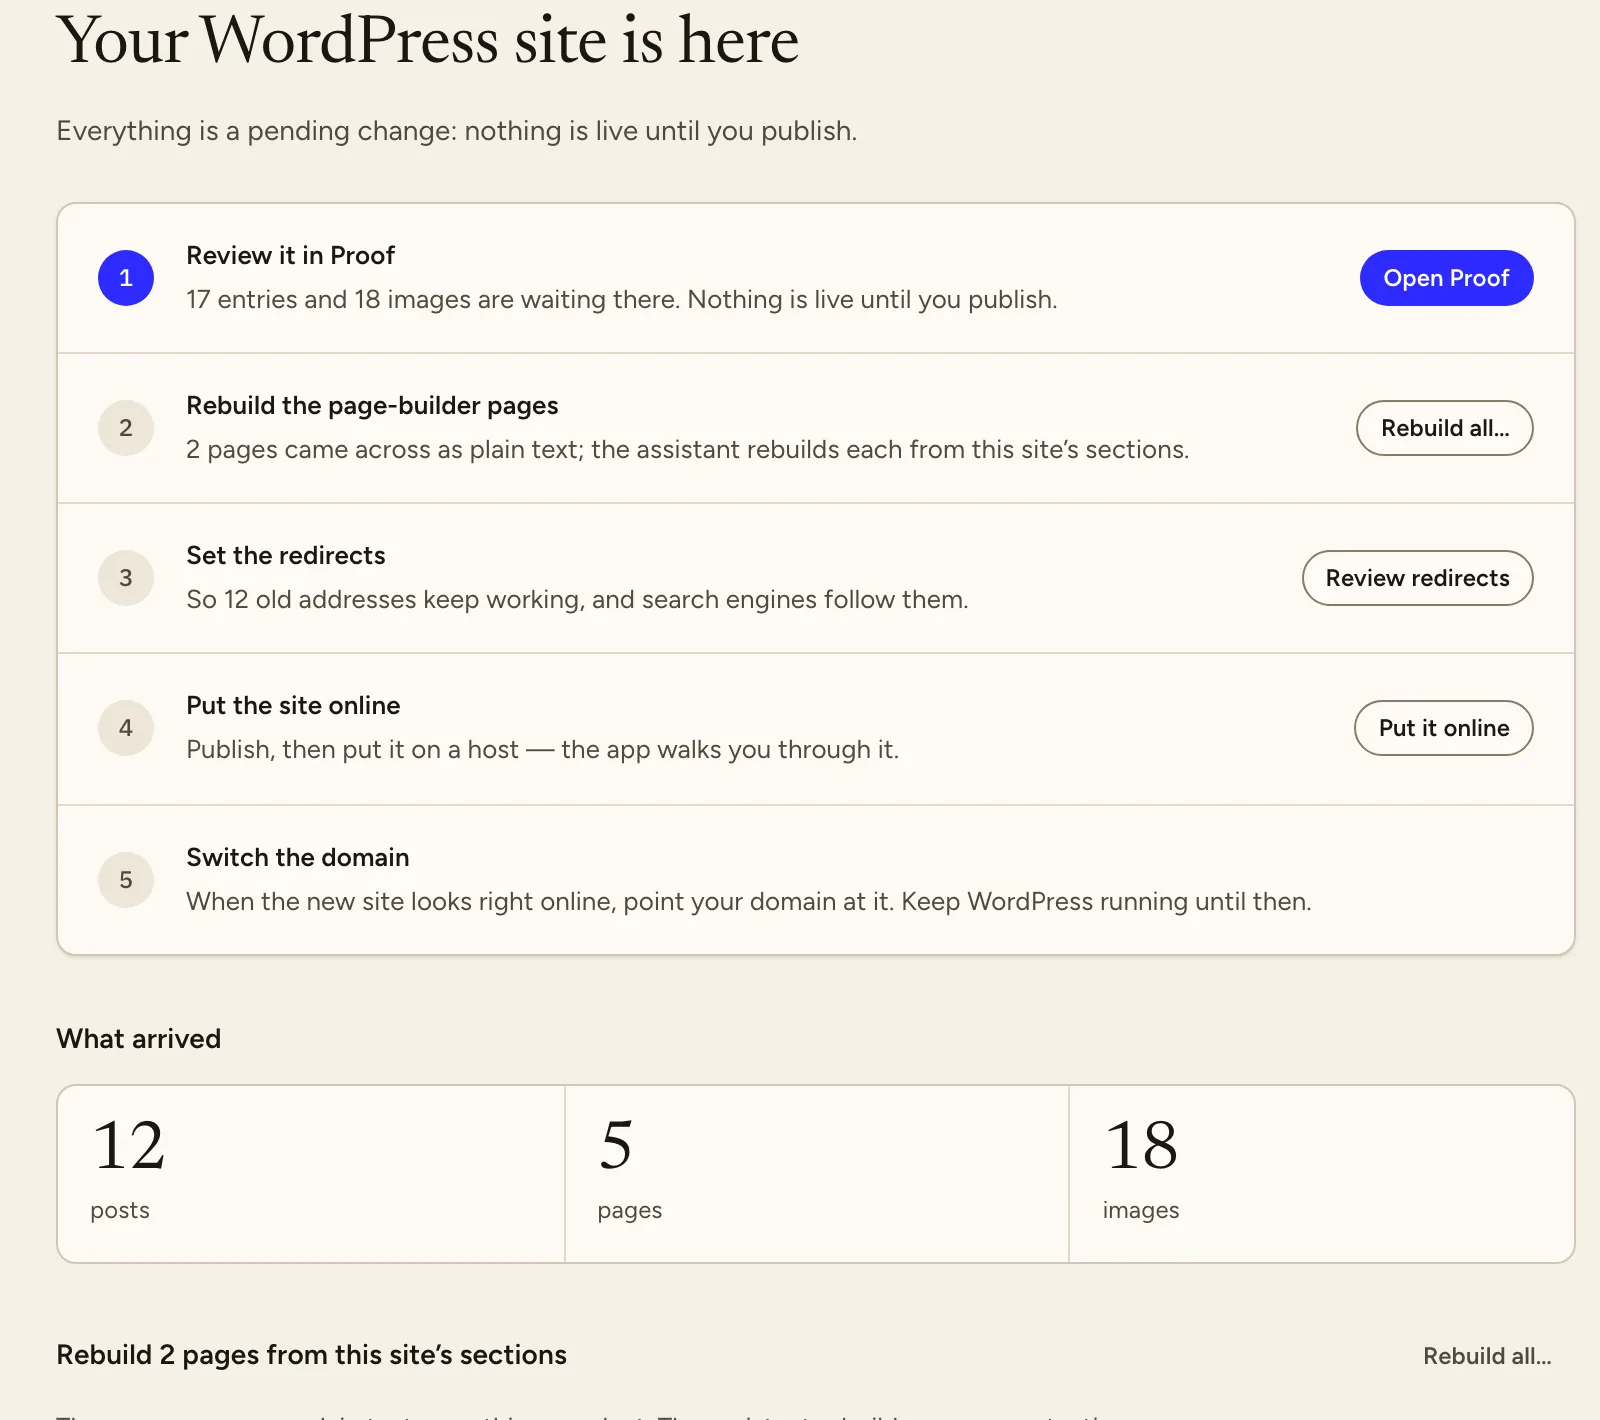 Your WordPress site is here
Everything is a pending change: nothing is live until you publish.
1
Review it in Proof
17 entries and 18 images are waiting there. Nothing is live until you publish.
Open Proof
2
Rebuild the page-builder pages
2 pages came across as plain text; the assistant rebuilds each from this site’s sections.
Rebuild all...
3
Set the redirects
So 12 old addresses keep working, and search engines follow them.
Review redirects
4
Put the site online
Publish, then put it on a host — the app walks you through it.
Put it online
5
Switch the domain
When the new site looks right online, point your domain at it. Keep WordPress running until then.
What arrived
12
posts
5
pages
18
images
Rebuild 2 pages from this site’s sections
Rebuild all...